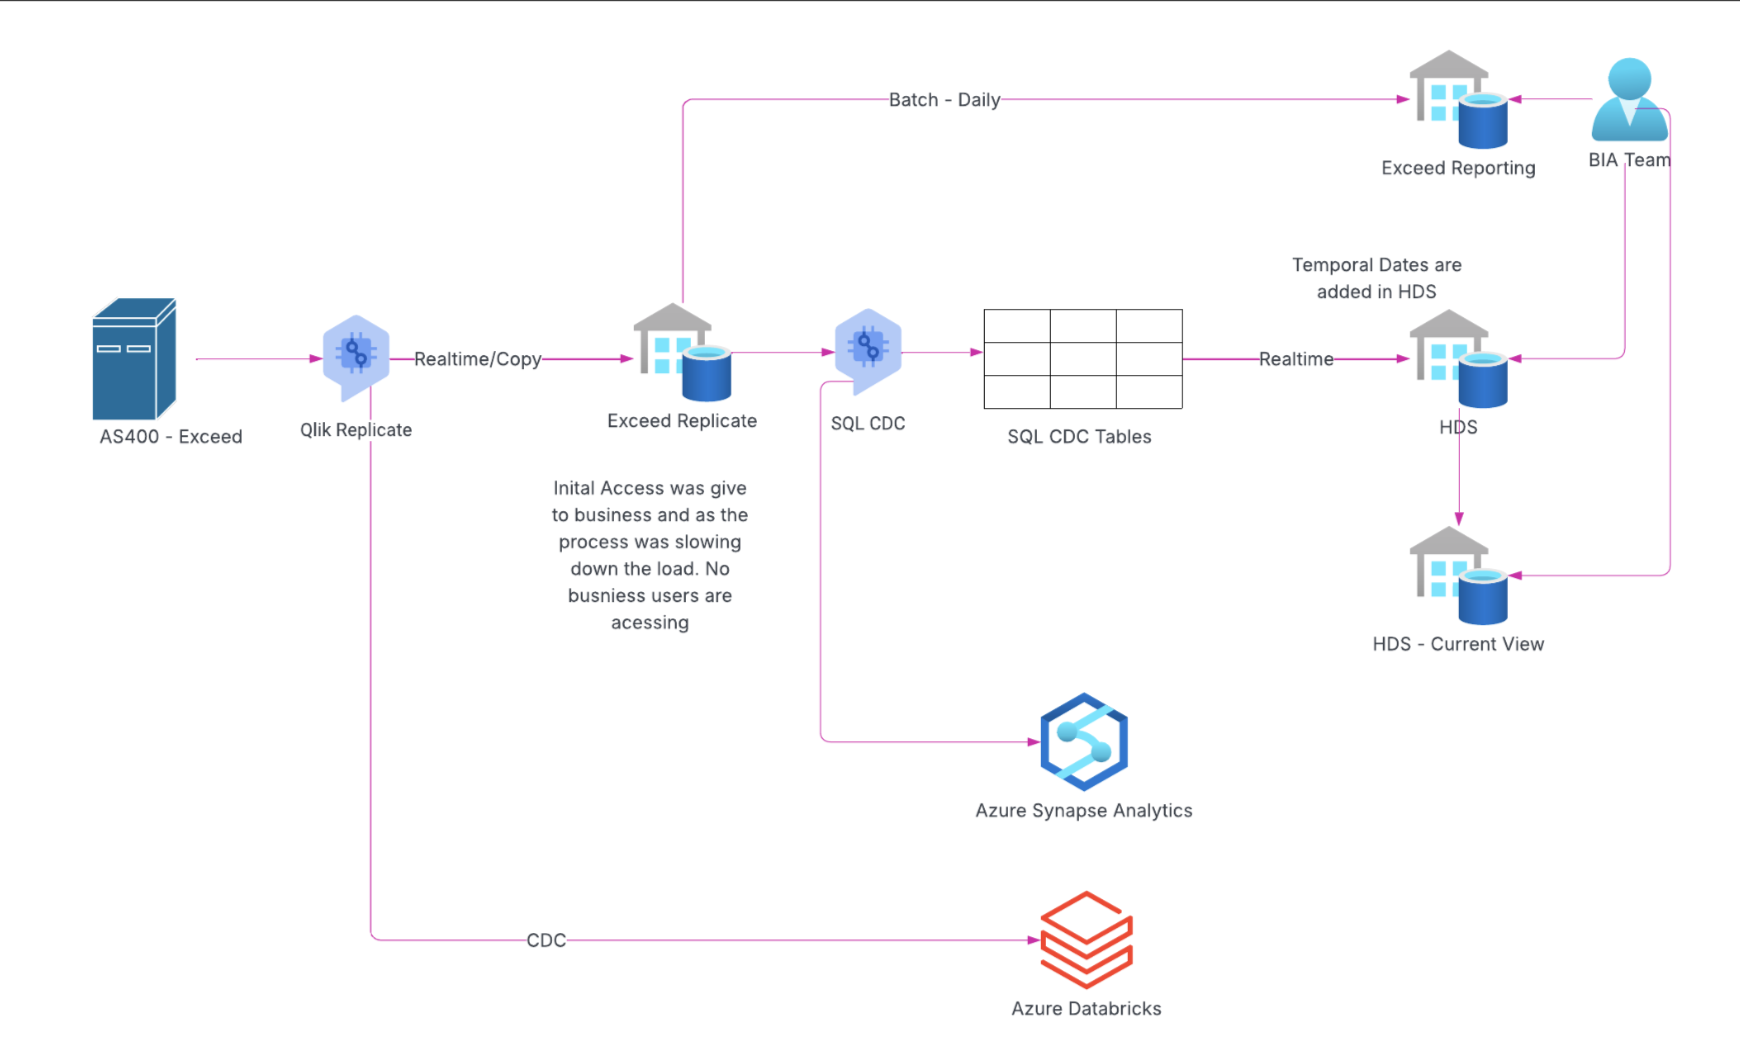 Batch - Daily
Exceed Reporting
BIA Team
Temporal Dates are
added in HDS
AS400 - Exceed
Qlik Replicate
Realtime/Copy
Exceed Replicate
SQL CDC
SQL CDC Tables
Realtime
HDS
Inital Access was give
to business and as the
process was slowing
down the load. No
busniess users are
acessing
HDS - Current View
Azure Synapse Analytics
CDC
Azure Databricks